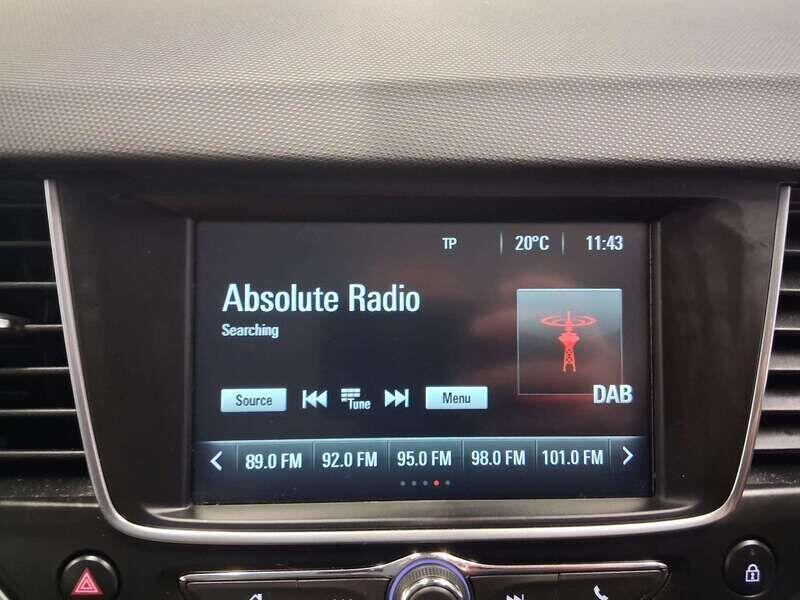 TP 20°C 11:43
Absolute Radio
Searching
DAB
Source Tune Menu
89.0 FM 92.0 FM 95.0 FM 98.0 FM 101.0 FM